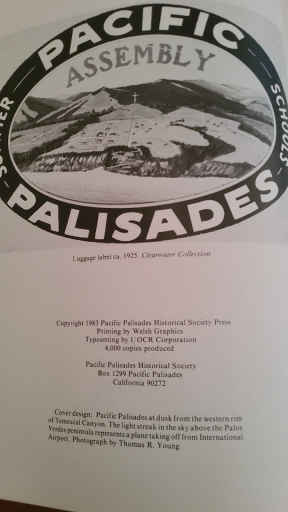 PACIFIC
ASSEMBLY
SCHOOLS
PALISADES
Luggage label ca. 1925. Clearwater Collection
Copyright 1983 Pacific Palisades Historical Society Press
Printing by Welsh Graphics
Typesetting by UOCR Corporation
4,000 copies produced
Pacific Palisades Historical Society
Box 1299 Pacific Palisades
California 90272
Cover design: Pacific Palisades at dusk from the western rim
of Temescal Canyon. The light streak in the sky above the Palos
Verdes peninsula represents a plane taking off from International
Airport. Photograph by Thomas R. Young